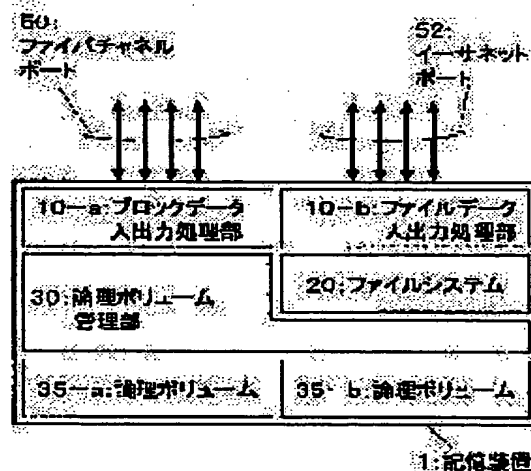 50:
ファイバチャネル
ポート
52:
イーサネット
ポート
10-a:ブロックデータ
入出力処理部
10-b:ファイルデータ
入出力処理部
30:論理ボリューム
管理部
20:ファイルシステム
35-a:論理ボリューム
35-b:論理ボリューム
1:記憶装置